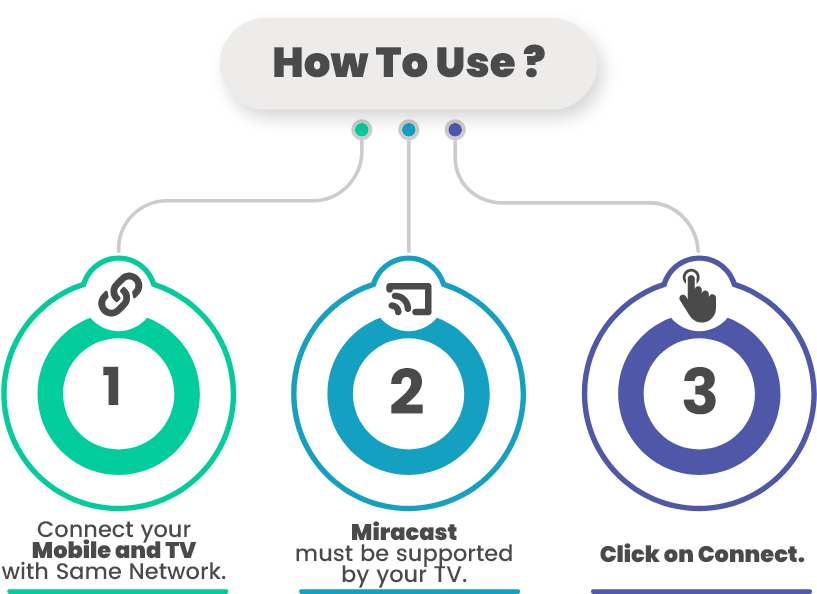 How To Use ?
1
Connect your
Mobile and TV
with Same Network.
2
Miracast
must be supported
by your TV.
3
Click on Connect.